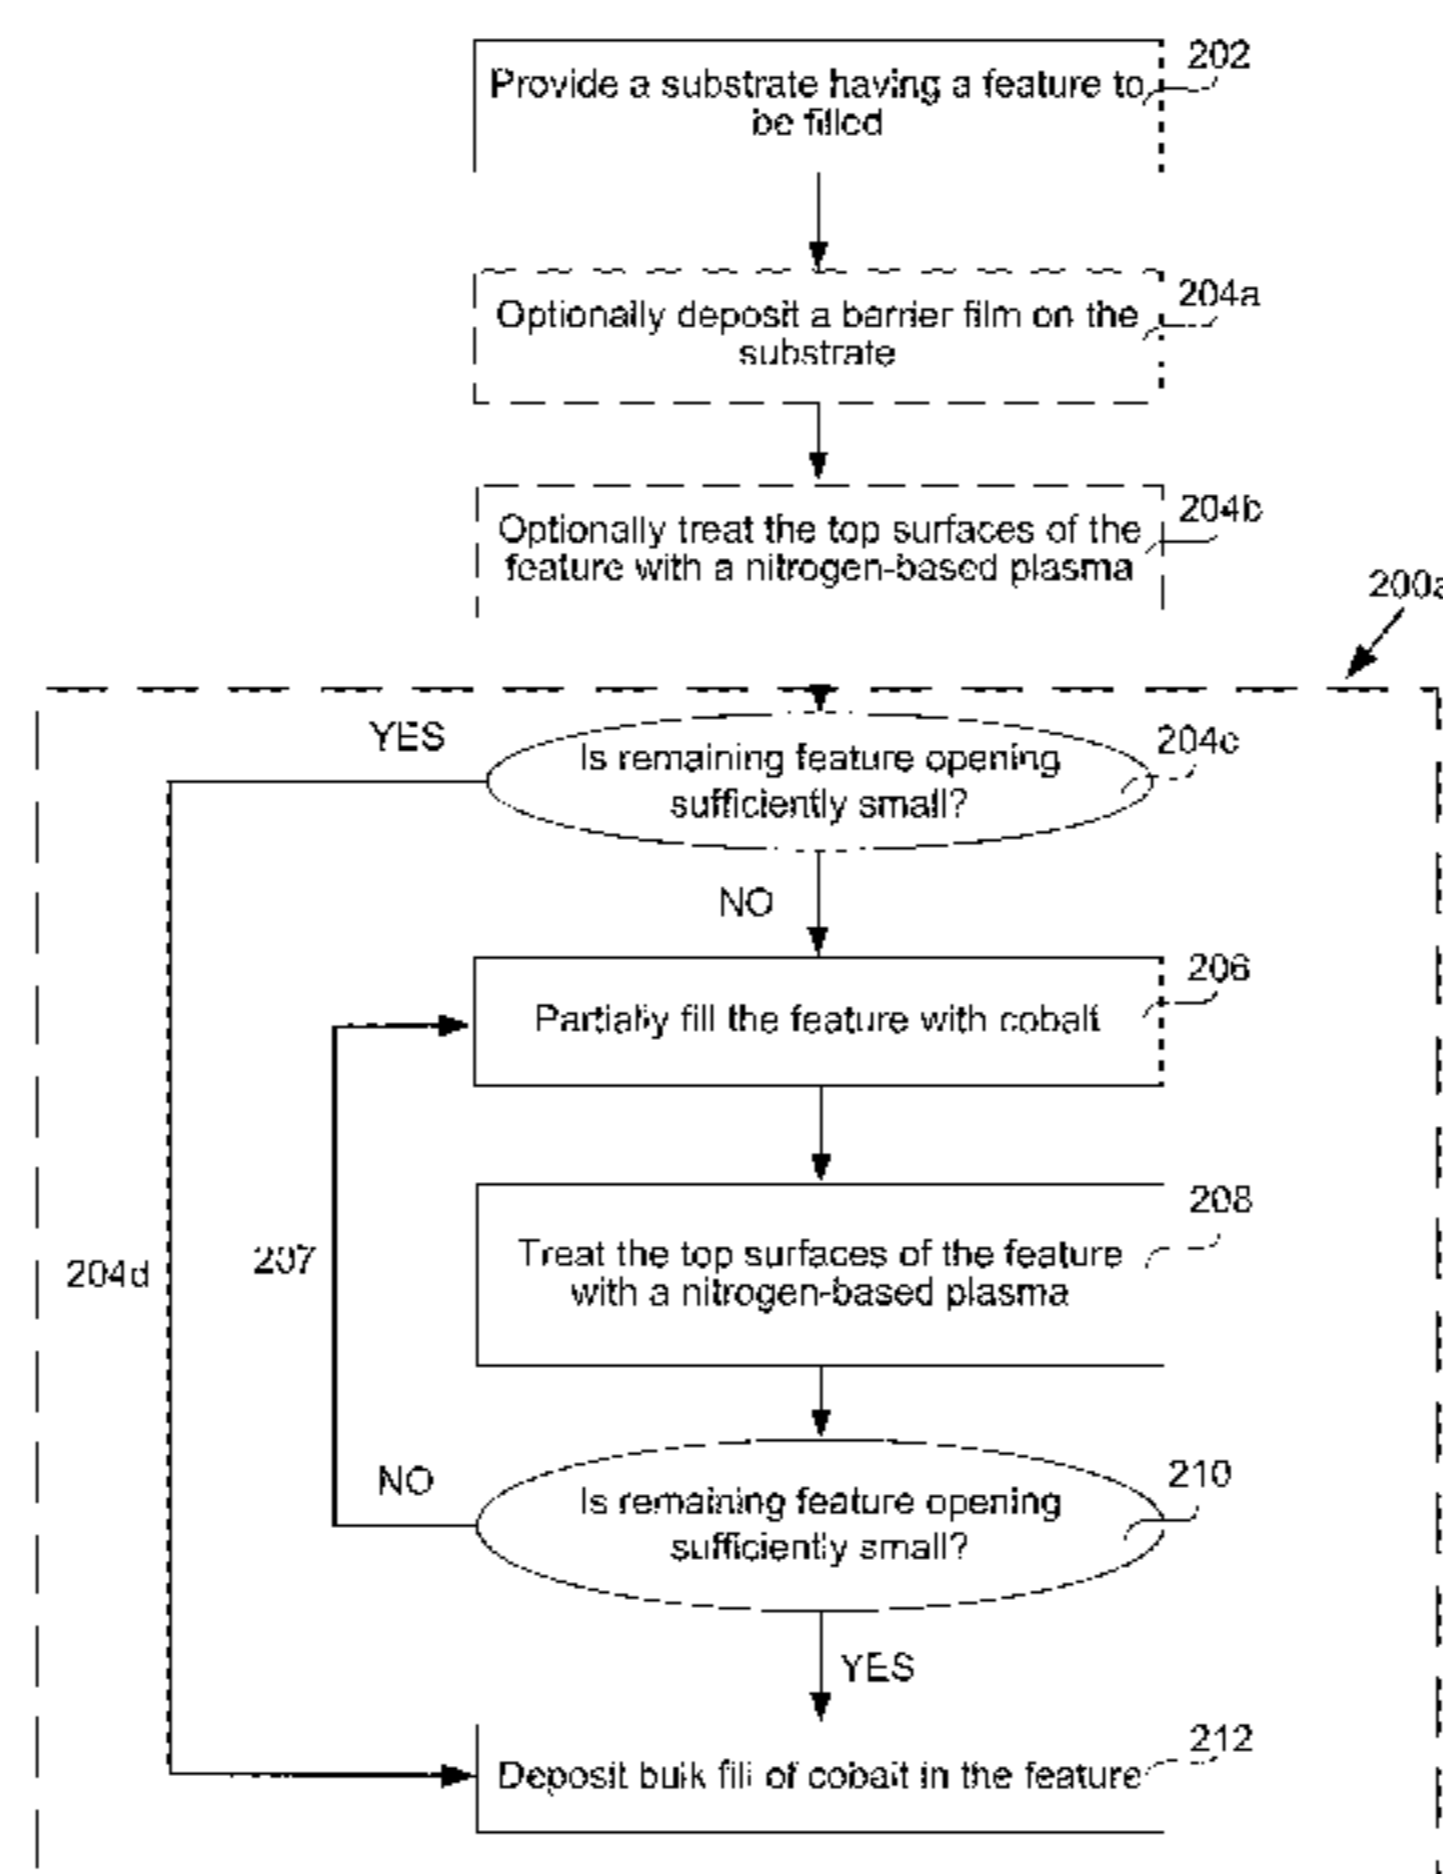 202
Provide a substrate having a feature to
be filled
204a
Optionally deposit a barrier film on the
substrate
204b
Optionally treat the top surfaces of the
feature with a nitrogen-based plasma
200a
YES
Is remaining feature opening
sufficiently small?
204c
NO
206
Partially fill the feature with cobalt
208
Treat the top surfaces of the feature
with a nitrogen-based plasma
204d
207
NO
210
Is remaining feature opening
sufficiently small?
YES
212
Deposit bulk fill of cobalt in the feature